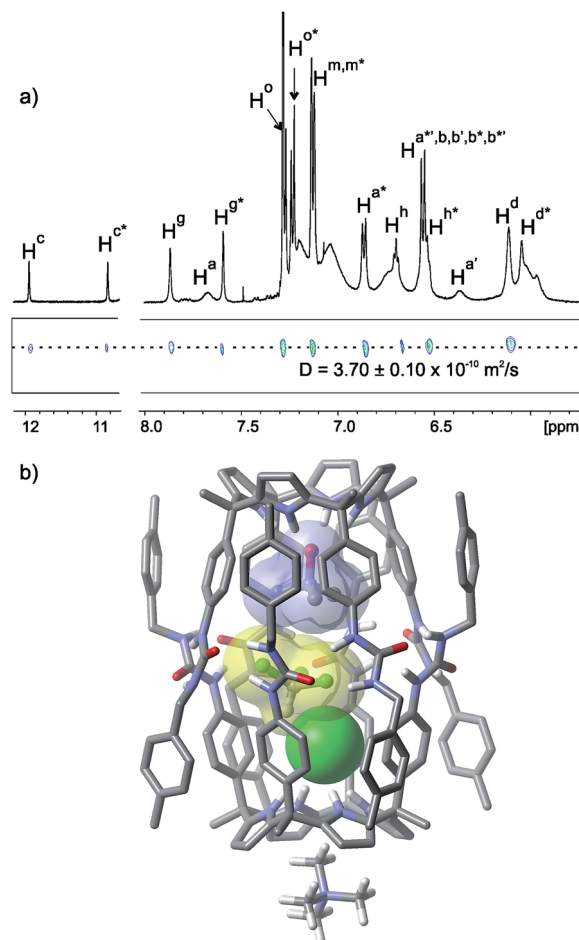 a)
H^o*
H^o
H^m,m*
H^a*',b,b',b*,b*'
H^g*
H^a*
H^c
H^c*
H^g
H^h
H^h*
H^d
H^d*
H^a
H^a'
D = 3.70 ± 0.10 x 10^-10 m²/s
12 11 8.0 7.5 7.0 6.5 [ppm]
b)